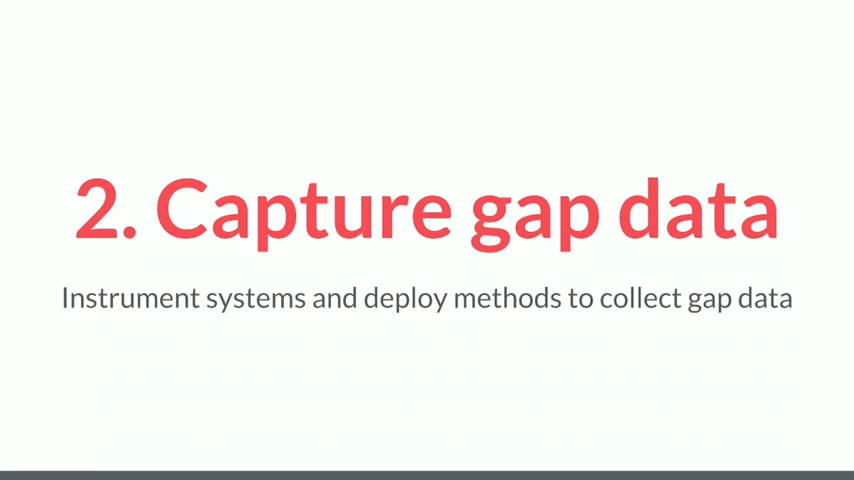 2. Capture gap data
Instrument systems and deploy methods to collect gap data